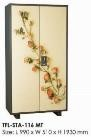 TFL-STA-116 MT
Size: L 990 x W 510 x H 1930 mm